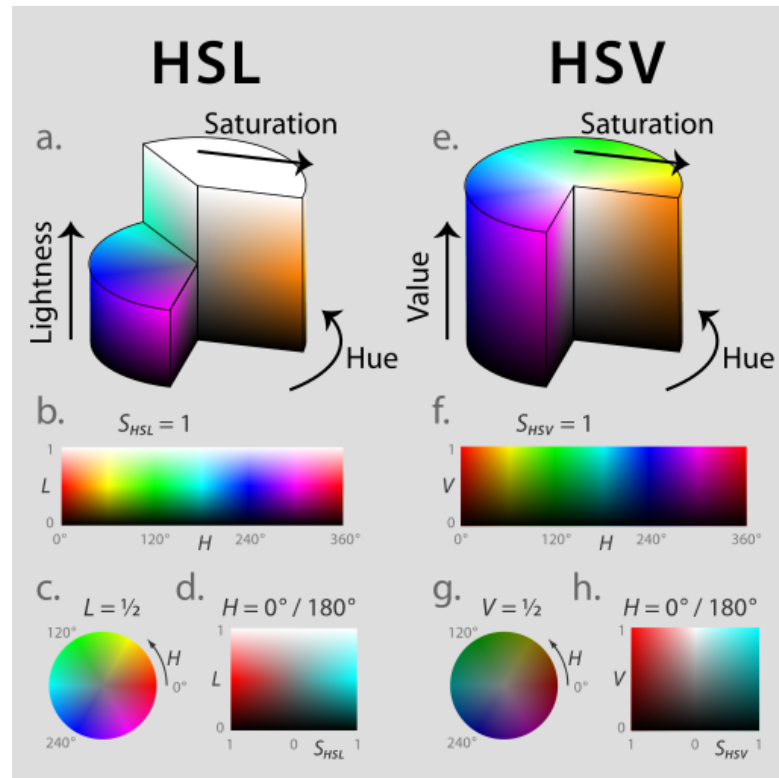 HSL
HSV
a.
Saturation
Lightness
Hue
e.
Saturation
Value
Hue
b.
S_HSL = 1
1
L
0
0°
120°
H
240°
360°
f.
S_HSV = 1
1
V
0
0°
120°
H
240°
360°
c.
L = ½
120°
H
0°
240°
d.
H = 0° / 180°
1
L
0
1
0
S_HSL
1
g.
V = ½
120°
H
0°
240°
h.
H = 0° / 180°
1
V
0
1
0
S_HSV
1